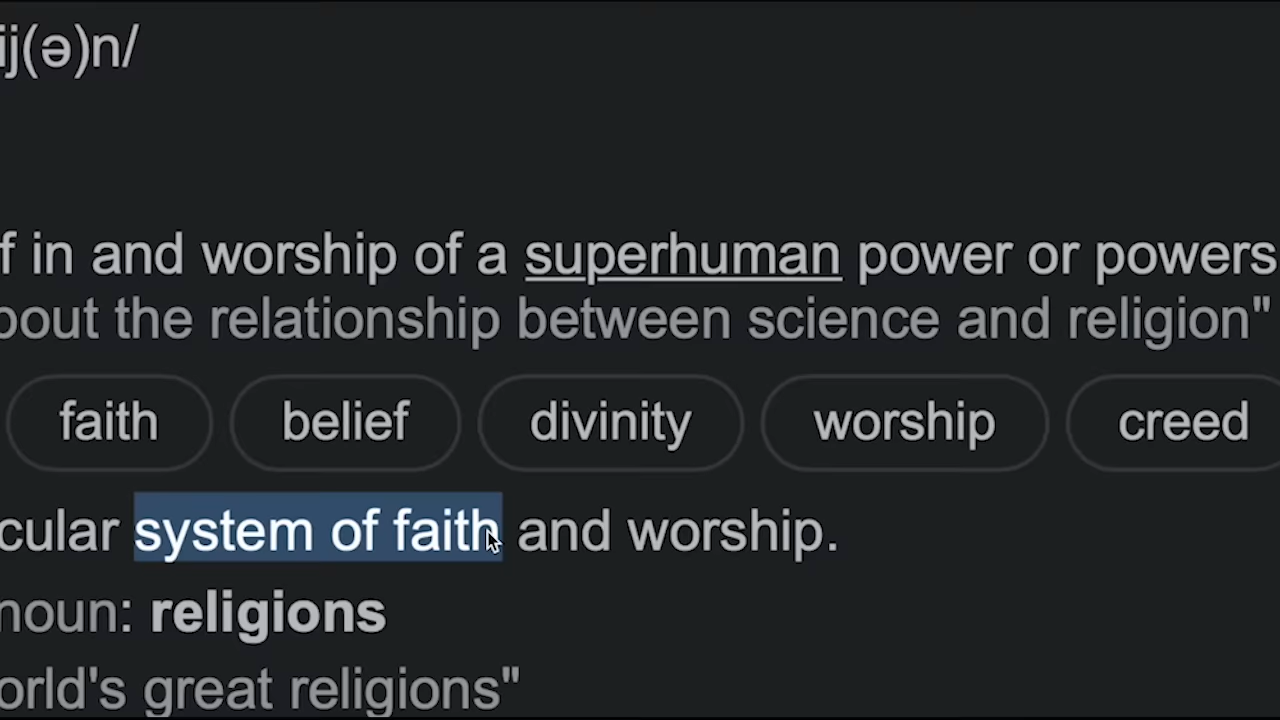 ij(ə)n/
f in and worship of a superhuman power or powers
bout the relationship between science and religion"
faith belief divinity worship creed
cular system of faith and worship.
noun: religions
orld's great religions"